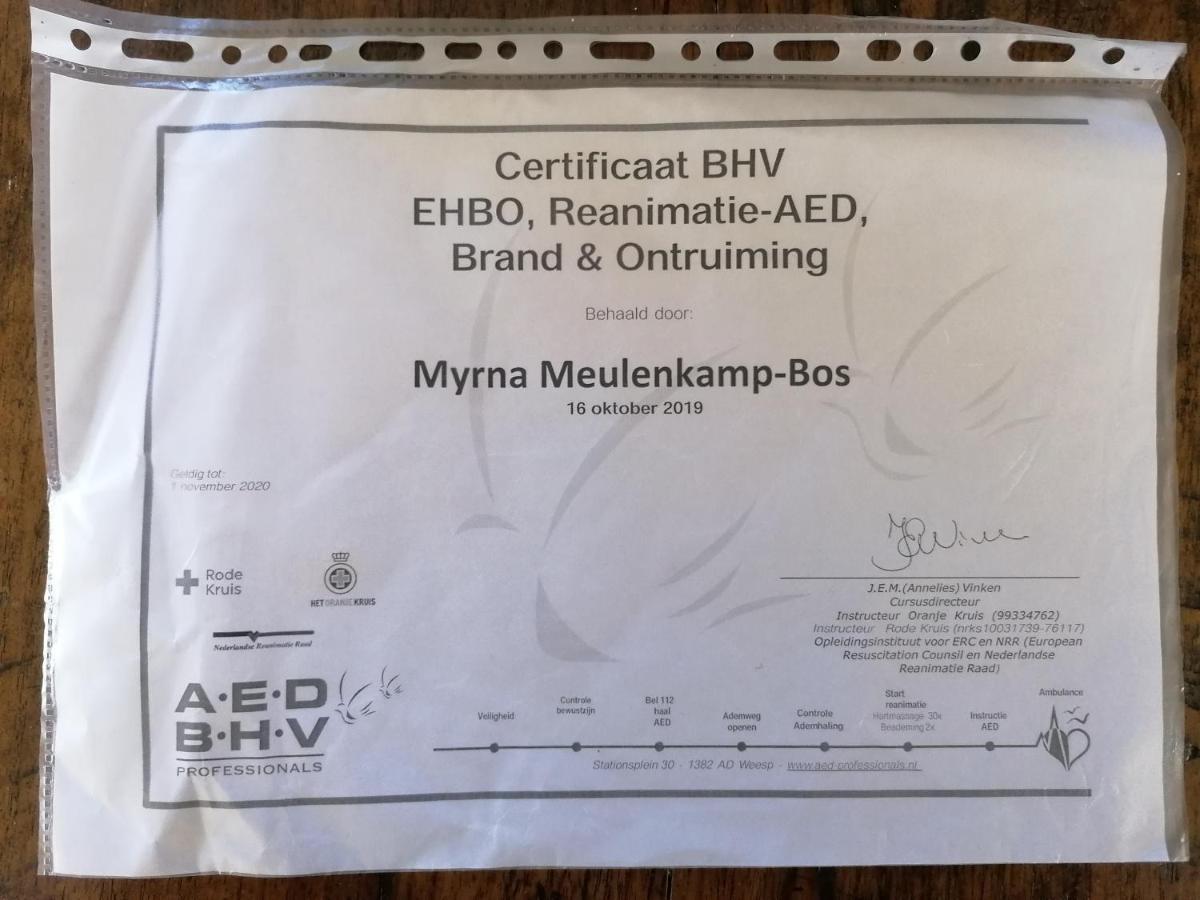 Certificaat BHV
EHBO, Reanimatie-AED,
Brand & Ontruiming
Behaald door:
Myrna Meulenkamp-Bos
16 oktober 2019
Geldig tot:
1 november 2020
Rode
Kruis
HET ORANJE KRUIS
Nederlandse Reanimatie Raad
J.E.M.(Annelies) Vinken
Cursusdirecteur
Instructeur Oranje Kruis (99334762)
Instructeur Rode Kruis (nrks10031739-76117)
Opleidingsinstituut voor ERC en NRR (European
Resuscitation Counsil en Nederlandse
Reanimatie Raad)
A·E·D
B·H·V
PROFESSIONALS
Veiligheid
Controle
bewustzijn
Bel 112
haal
AED
Ademweg
openen
Controle
Ademhaling
Start
reanimatie
Hartmassage 30x
Beademing 2x
Instructie
AED
Ambulance
Stationsplein 30 - 1382 AD Weesp - www.aed-professionals.nl